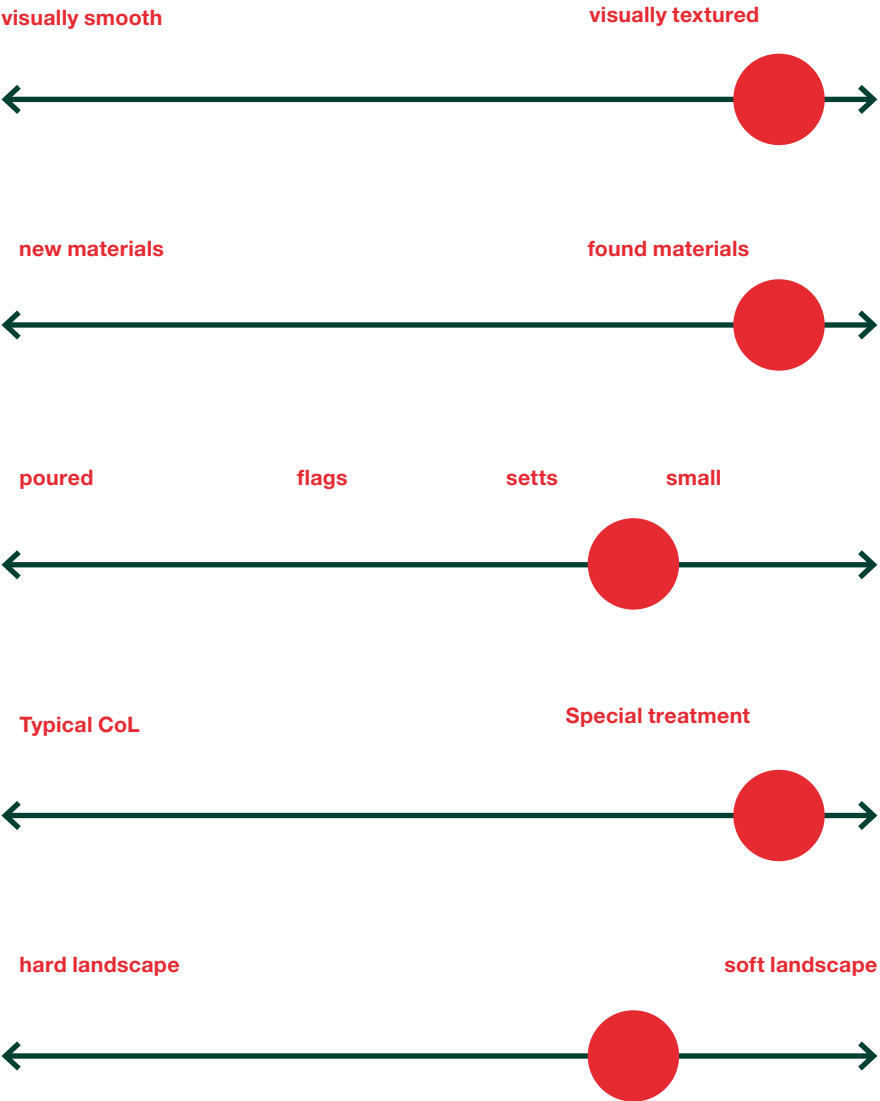 visually smooth
visually textured
new materials
found materials
poured
flags
setts
small
Typical CoL
Special treatment
hard landscape
soft landscape